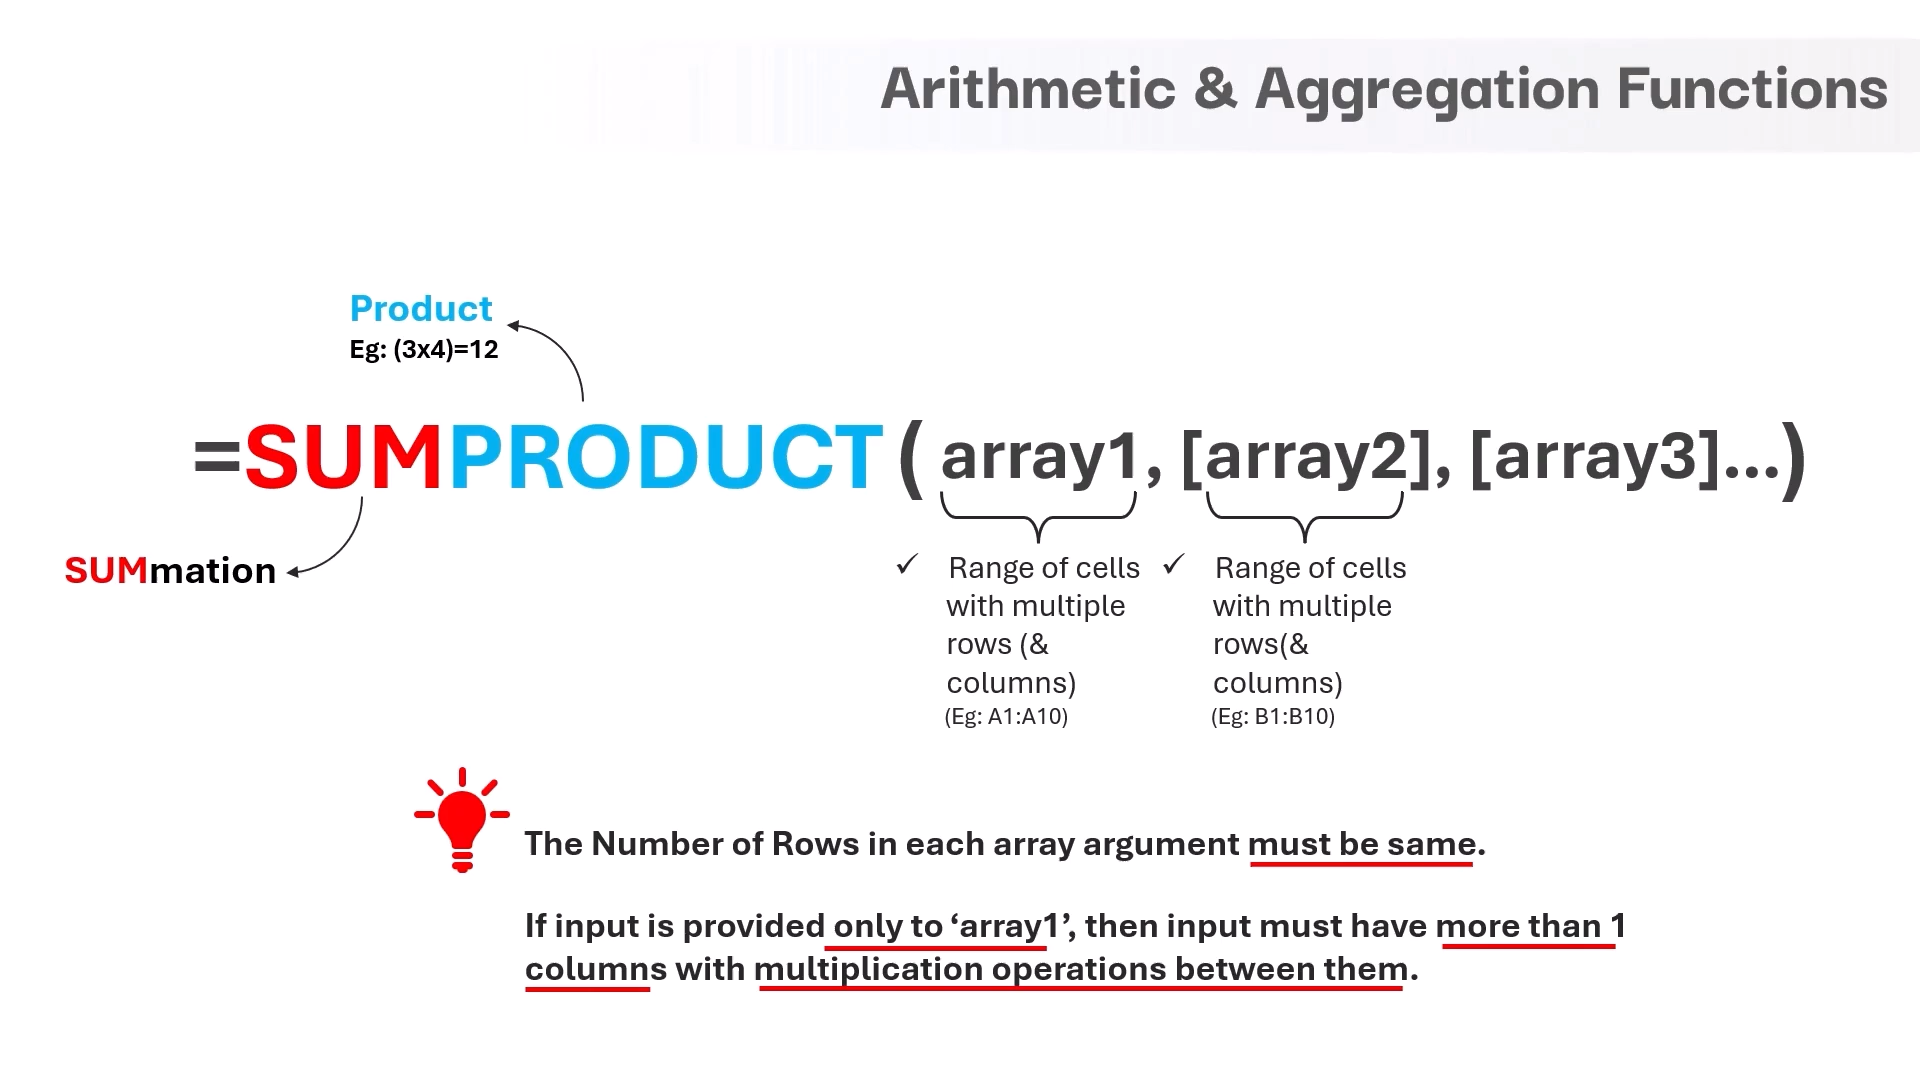 Arithmetic & Aggregation Functions
Product
Eg: (3x4)=12
=SUMPRODUCT ( array1, [array2], [array3]...)
SUMmation
✓ Range of cells
with multiple
rows (&
columns)
(Eg: A1:A10)
✓ Range of cells
with multiple
rows(&
columns)
(Eg: B1:B10)
The Number of Rows in each array argument must be same.
If input is provided only to ‘array1’, then input must have more than 1
columns with multiplication operations between them.